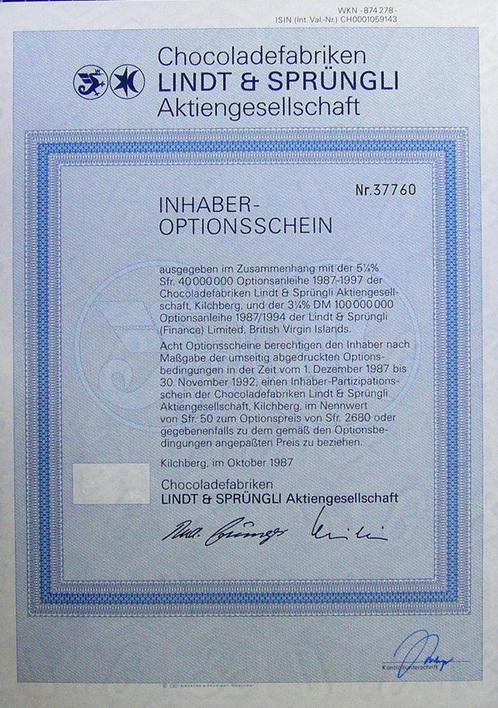 WKN -874 278-
ISIN (Int. Val.-Nr.) CH0001059143
Chocoladefabriken
LINDT & SPRÜNGLI
Aktiengesellschaft
Nr.37760
INHABER-
OPTIONSSCHEIN
ausgegeben im Zusammenhang mit der 5¼%
Sfr. 40 000 000 Optionsanleihe 1987-1997 der
Chocoladefabriken Lindt & Sprüngli Aktiengesell-
schaft, Kilchberg, und der 3¼% DM 100 000 000
Optionsanleihe 1987/1994 der Lindt & Sprüngli
(Finance) Limited, British Virgin Islands.
Acht Optionsscheine berechtigen den Inhaber nach
Maßgabe der umseitig abgedruckten Options-
bedingungen in der Zeit vom 1. Dezember 1987 bis
30. November 1992, einen Inhaber-Partizipations-
schein der Chocoladefabriken Lindt & Sprüngli
Aktiengesellschaft, Kilchberg, im Nennwert
von Sfr. 50 zum Optionspreis von Sfr. 2680 oder
gegebenenfalls zu dem gemäß den Optionsbe-
dingungen angepaßten Preis zu beziehen.
Kilchberg, im Oktober 1987
Chocoladefabriken
LINDT & SPRÜNGLI Aktiengesellschaft
Kontrollunterschrift